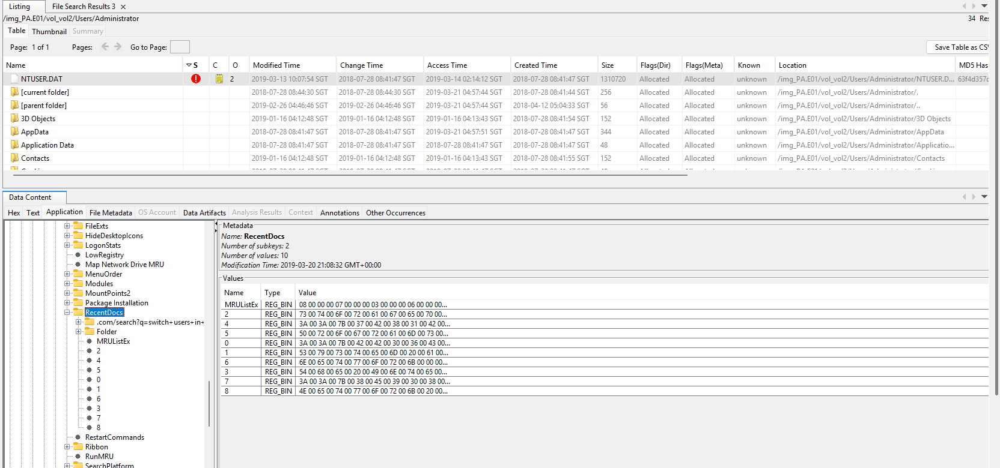 Listing File Search Results 3 ×
/img_PA.E01/vol_vol2/Users/Administrator 34 Res
Table Thumbnail Summary
Page: 1 of 1 Pages: Go to Page: Save Table as CSV
Name S C O Modified Time Change Time Access Time Created Time Size Flags(Dir) Flags(Meta) Known Location MD5 Has
NTUSER.DAT 2 2019-03-13 10:07:54 SGT 2018-07-28 08:41:47 SGT 2019-03-14 02:14:12 SGT 2018-07-28 08:41:47 SGT 1310720 Allocated Allocated unknown /img_PA.E01/vol_vol2/Users/Administrator/NTUSER.D... 63f4d357c
[current folder] 2018-07-28 08:44:30 SGT 2018-07-28 08:44:30 SGT 2019-03-21 04:57:44 SGT 2018-07-28 08:41:44 SGT 256 Allocated Allocated unknown /img_PA.E01/vol_vol2/Users/Administrator/.
[parent folder] 2019-02-26 04:46:46 SGT 2019-02-26 04:46:46 SGT 2019-03-21 04:57:44 SGT 2018-04-12 05:04:33 SGT 56 Allocated Allocated unknown /img_PA.E01/vol_vol2/Users/Administrator/..
3D Objects 2019-01-16 04:12:48 SGT 2019-01-16 04:12:48 SGT 2019-01-16 04:13:43 SGT 2018-07-28 08:41:54 SGT 152 Allocated Allocated unknown /img_PA.E01/vol_vol2/Users/Administrator/3D Objects
AppData 2018-07-28 08:41:47 SGT 2018-07-28 08:41:47 SGT 2019-03-21 04:57:51 SGT 2018-07-28 08:41:44 SGT 344 Allocated Allocated unknown /img_PA.E01/vol_vol2/Users/Administrator/AppData
Application Data 2018-07-28 08:41:47 SGT 2018-07-28 08:41:47 SGT 2018-07-28 08:41:47 SGT 2018-07-28 08:41:47 SGT 48 Allocated Allocated unknown /img_PA.E01/vol_vol2/Users/Administrator/Applicatio...
Contacts 2019-01-16 04:12:48 SGT 2019-01-16 04:12:48 SGT 2019-01-16 04:13:43 SGT 2018-07-28 08:41:55 SGT 152 Allocated Allocated unknown /img_PA.E01/vol_vol2/Users/Administrator/Contacts
Data Content
Hex Text Application File Metadata OS Account Data Artifacts Analysis Results Context Annotations Other Occurrences
FileExts
HideDesktopIcons
LogonStats
LowRegistry
Map Network Drive MRU
MenuOrder
Modules
MountPoints2
Package Installation
RecentDocs
.com/search?q=switch+users+in+
Folder
MRUListEx
2
4
5
0
1
6
3
7
8
RestartCommands
Ribbon
RunMRU
SearchPlatform
Metadata
Name: RecentDocs
Number of subkeys: 2
Number of values: 10
Modification Time: 2019-03-20 21:08:32 GMT+00:00
Values
Name Type Value
MRUListEx REG_BIN 08 00 00 00 07 00 00 00 03 00 00 00 06 00 00 00...
2 REG_BIN 73 00 74 00 6F 00 72 00 61 00 67 00 65 00 70 00...
4 REG_BIN 3A 00 3A 00 7B 00 37 00 42 00 38 00 31 00 42 00...
5 REG_BIN 50 00 72 00 6F 00 67 00 72 00 61 00 6D 00 73 00...
0 REG_BIN 3A 00 3A 00 7B 00 42 00 42 00 30 00 36 00 43 00...
1 REG_BIN 53 00 79 00 73 00 74 00 65 00 6D 00 20 00 61 00...
6 REG_BIN 6E 00 65 00 74 00 77 00 6F 00 72 00 6B 00 00 00...
3 REG_BIN 54 00 68 00 65 00 20 00 49 00 6E 00 74 00 65 00...
7 REG_BIN 3A 00 3A 00 7B 00 38 00 45 00 39 00 30 00 38 00...
8 REG_BIN 4E 00 65 00 74 00 77 00 6F 00 72 00 6B 00 20 00...